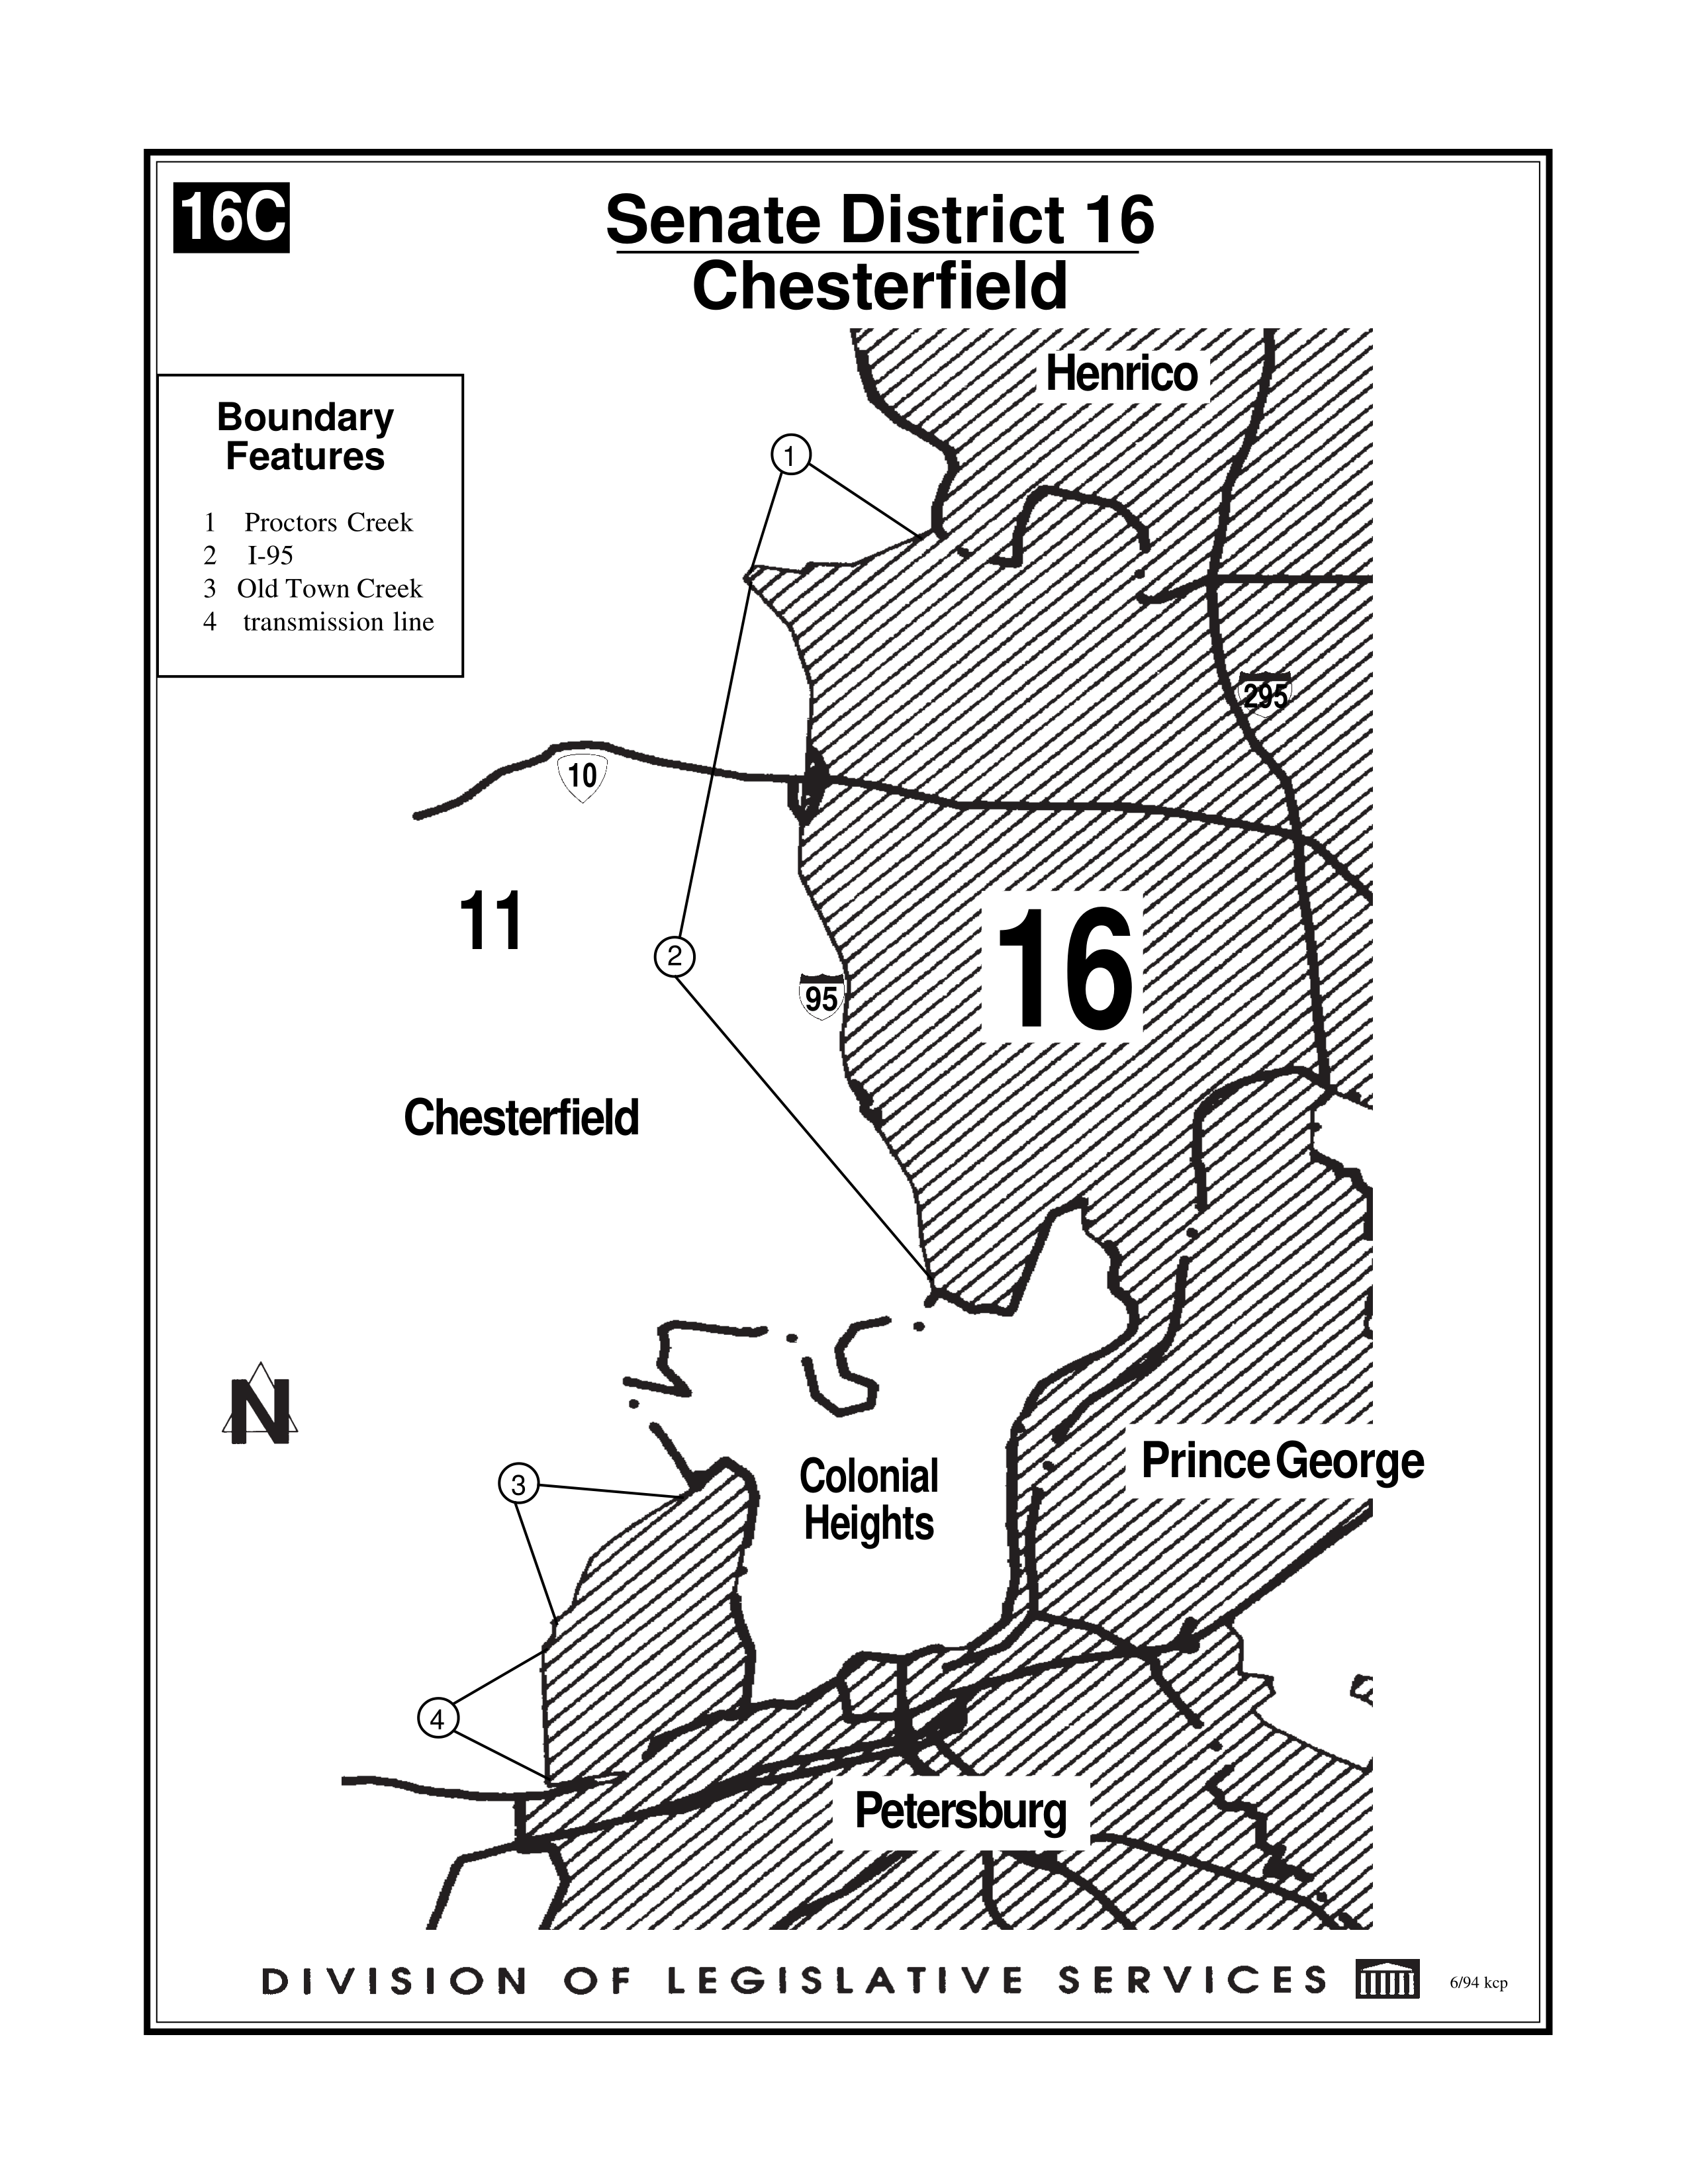 16C
Senate District 16
Chesterfield
Henrico
Boundary
Features
1 Proctors Creek
2 I-95
3 Old Town Creek
4 transmission line
1
295
10
11
16
2
95
Chesterfield
N
Prince George
Colonial
Heights
3
4
Petersburg
DIVISION OF LEGISLATIVE SERVICES
6/94 kcp